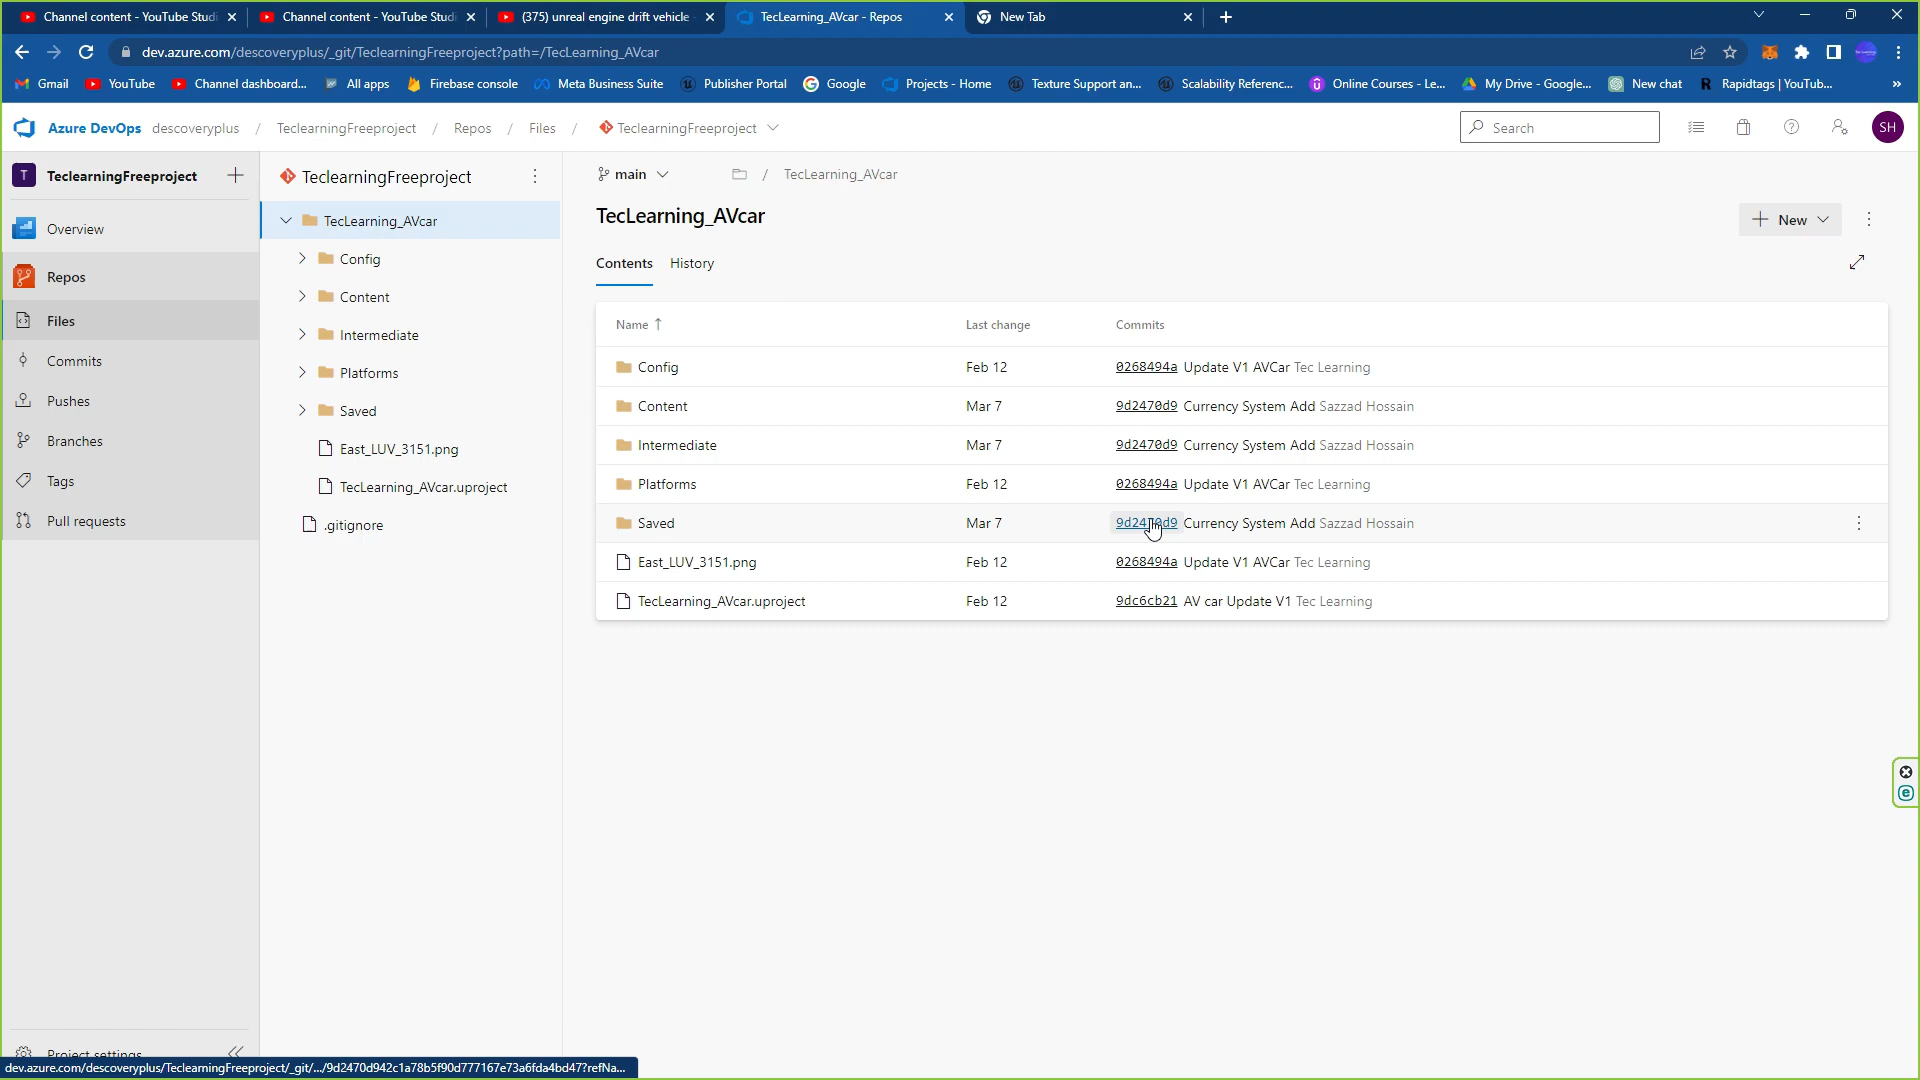 Channel content - YouTube Studi
Channel content - YouTube Studi
(375) unreal engine drift vehicle -
TecLearning_AVcar - Repos
New Tab
dev.azure.com/descoveryplus/_git/TeclearningFreeproject?path=/TecLearning_AVcar
Gmail
YouTube
Channel dashboard...
All apps
Firebase console
Meta Business Suite
Publisher Portal
Google
Projects - Home
Texture Support an...
Scalability Referenc...
Online Courses - Le...
My Drive - Google...
New chat
Rapidtags | YouTub...
»
Azure DevOps descoveryplus / TeclearningFreeproject / Repos / Files / TeclearningFreeproject
Search
SH
T TeclearningFreeproject
Overview
Repos
Files
Commits
Pushes
Branches
Tags
Pull requests
Project settings
TeclearningFreeproject
TecLearning_AVcar
Config
Content
Intermediate
Platforms
Saved
East_LUV_3151.png
TecLearning_AVcar.uproject
.gitignore
main / TecLearning_AVcar
TecLearning_AVcar
New
Contents History
Name Last change Commits
Config Feb 12 0268494a Update V1 AVCar Tec Learning
Content Mar 7 9d2470d9 Currency System Add Sazzad Hossain
Intermediate Mar 7 9d2470d9 Currency System Add Sazzad Hossain
Platforms Feb 12 0268494a Update V1 AVCar Tec Learning
Saved Mar 7 9d2470d9 Currency System Add Sazzad Hossain
East_LUV_3151.png Feb 12 0268494a Update V1 AVCar Tec Learning
TecLearning_AVcar.uproject Feb 12 9dc6cb21 AV car Update V1 Tec Learning
dev.azure.com/descoveryplus/TeclearningFreeproject/_git/.../9d2470d942c1a78b5f90d777167e73a6fda4bd47?refNa...